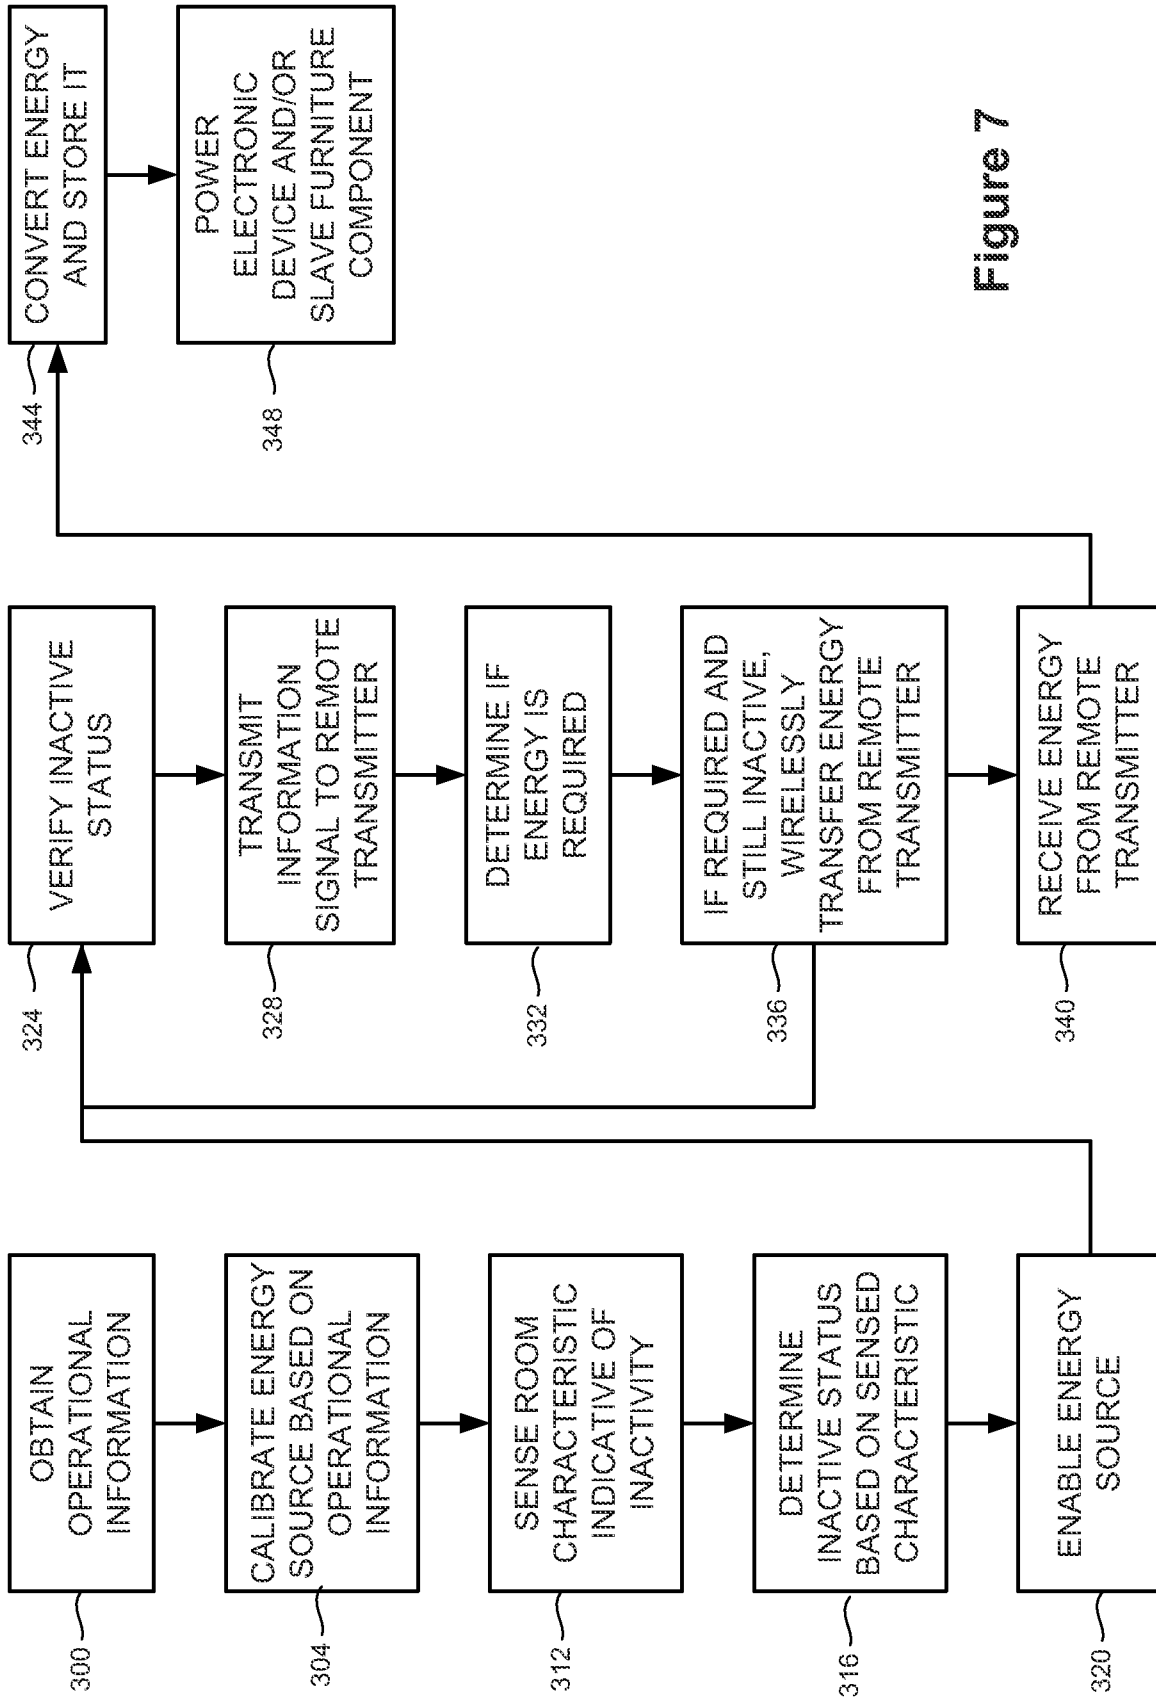 300
OBTAIN
OPERATIONAL
INFORMATION
304
CALIBRATE ENERGY
SOURCE BASED ON
OPERATIONAL
INFORMATION
312
SENSE ROOM
CHARACTERISTIC
INDICATIVE OF
INACTIVITY
316
DETERMINE
INACTIVE STATUS
BASED ON SENSED
CHARACTERISTIC
320
ENABLE ENERGY
SOURCE
324
VERIFY INACTIVE
STATUS
328
TRANSMIT
INFORMATION
SIGNAL TO REMOTE
TRANSMITTER
332
DETERMINE IF
ENERGY IS
REQUIRED
336
IF REQUIRED AND
STILL INACTIVE,
WIRELESSLY
TRANSFER ENERGY
FROM REMOTE
TRANSMITTER
340
RECEIVE ENERGY
FROM REMOTE
TRANSMITTER
344
CONVERT ENERGY
AND STORE IT
348
POWER
ELECTRONIC
DEVICE AND/OR
SLAVE FURNITURE
COMPONENT
Figure 7